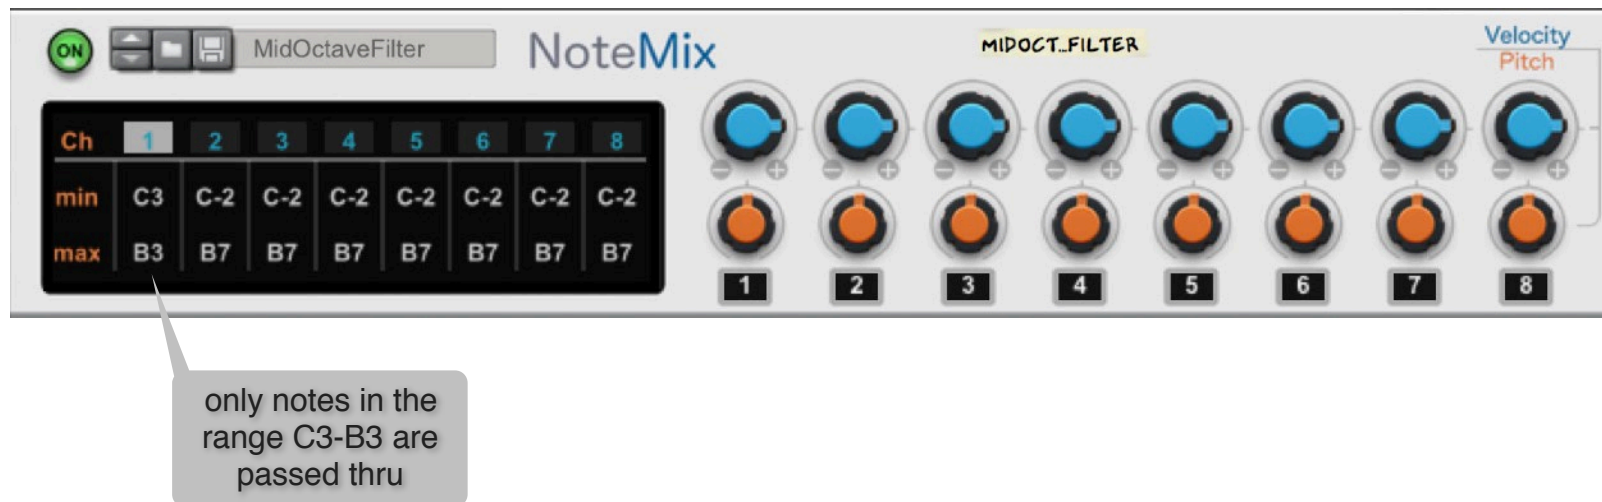 ON
MidOctaveFilter
NoteMix
MIDOCT_FILTER
Velocity
Pitch
Ch 1 2 3 4 5 6 7 8
min C3 C-2 C-2 C-2 C-2 C-2 C-2 C-2
max B3 B7 B7 B7 B7 B7 B7 B7
1 2 3 4 5 6 7 8
only notes in the
range C3-B3 are
passed thru